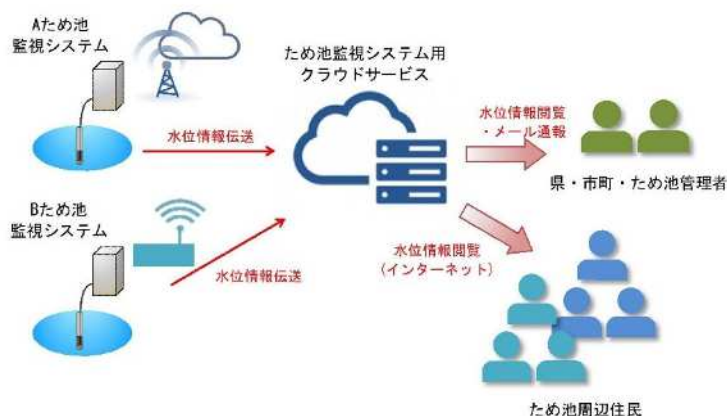 Aため池
監視システム
水位情報伝送
Bため池
監視システム
水位情報伝送
ため池監視システム用
クラウドサービス
水位情報閲覧
・メール通報
県・市町・ため池管理者
水位情報閲覧
(インターネット)
ため池周辺住民